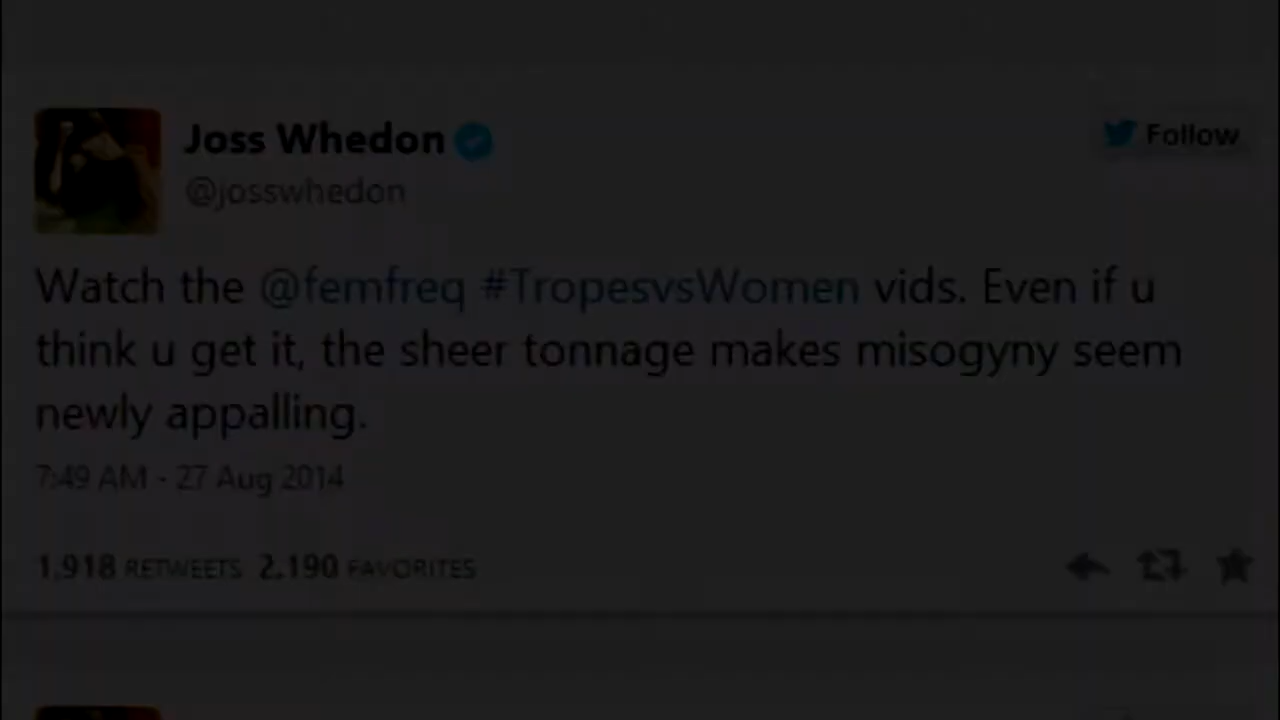 Joss Whedon
Follow
@josswhedon
Watch the @femfreq #TropesvsWomen vids. Even if u
think u get it, the sheer tonnage makes misogyny seem
newly appalling.
7:49 AM - 27 Aug 2014
1,918 RETWEETS 2,190 FAVORITES